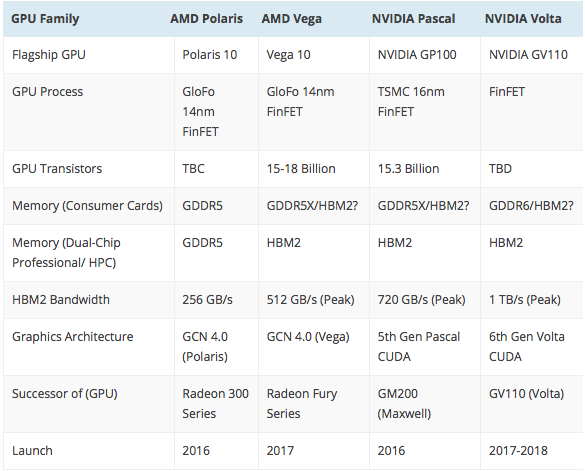 GPU Family AMD Polaris AMD Vega NVIDIA Pascal NVIDIA Volta
Flagship GPU Polaris 10 Vega 10 NVIDIA GP100 NVIDIA GV110
GPU Process GloFo GloFo 14nm TSMC 16nm FinFET
14nm FinFET FinFET
FinFET
GPU Transistors TBC 15-18 Billion 15.3 Billion TBD
Memory (Consumer Cards) GDDR5 GDDR5X/HBM2? GDDR5X/HBM2? GDDR6/HBM2?
Memory (Dual-Chip GDDR5 HBM2 HBM2 HBM2
Professional/ HPC)
HBM2 Bandwidth 256 GB/s 512 GB/s (Peak) 720 GB/s (Peak) 1 TB/s (Peak)
Graphics Architecture GCN 4.0 GCN 4.0 (Vega) 5th Gen Pascal 6th Gen Volta
(Polaris) CUDA CUDA
Successor of (GPU) Radeon 300 Radeon Fury GM200 GV110 (Volta)
Series Series (Maxwell)
Launch 2016 2017 2016 2017-2018